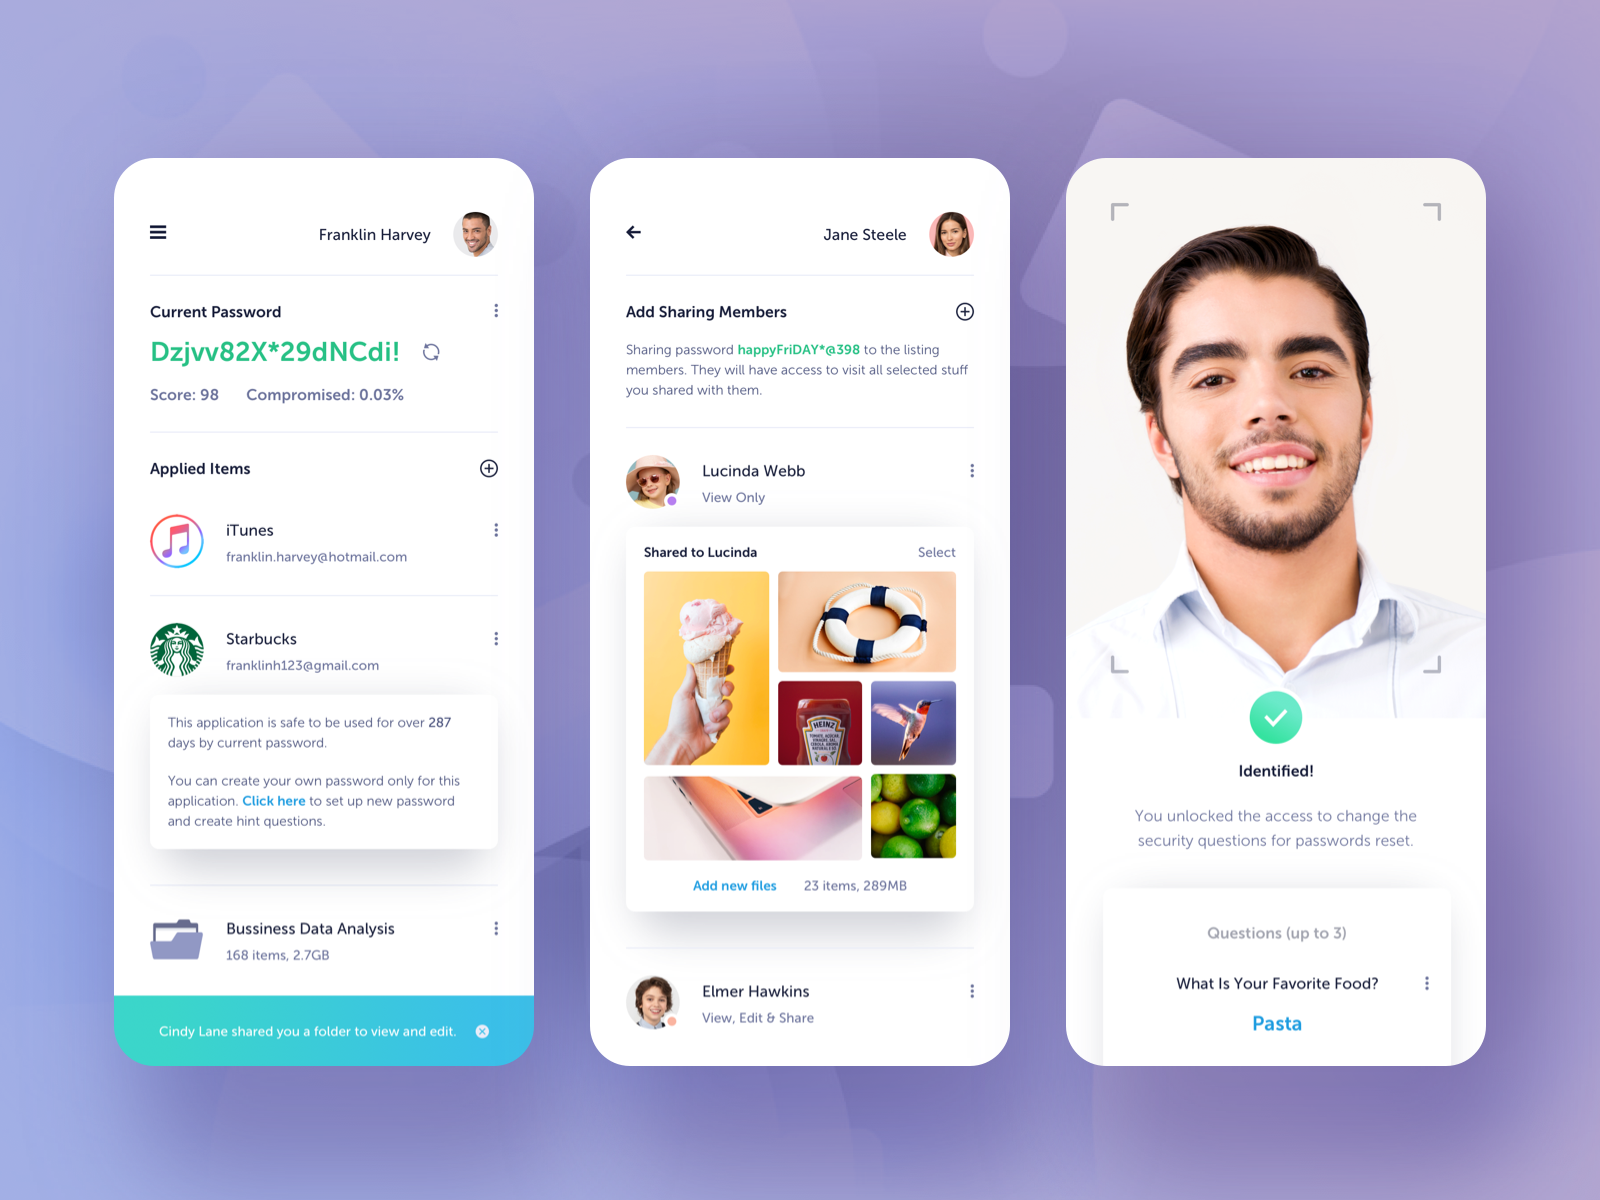 Franklin Harvey
Current Password
Dzjvv82X*29dNCdi!
Score: 98 Compromised: 0.03%
Applied Items
iTunes
franklin.harvey@hotmail.com
Starbucks
franklinh123@gmail.com
This application is safe to be used for over 287
days by current password.
You can create your own password only for this
application. Click here to set up new password
and create hint questions.
Bussiness Data Analysis
168 items, 2.7GB
Cindy Lane shared you a folder to view and edit.
Jane Steele
Add Sharing Members
Sharing password happyFriDAY*@398 to the listing
members. They will have access to visit all selected stuff
you shared with them.
Lucinda Webb
View Only
Shared to Lucinda Select
HEINZ
Add new files 23 items, 289MB
Elmer Hawkins
View, Edit & Share
Identified!
You unlocked the access to change the
security questions for passwords reset.
Questions (up to 3)
What Is Your Favorite Food?
Pasta